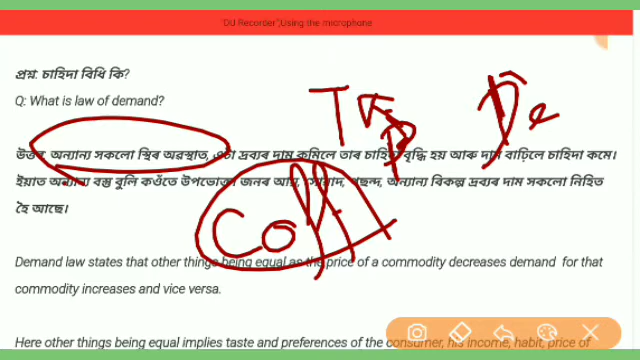 "DU Recorder",Using the microphone
প্ৰশ্ন: চাহিদা বিধি কি?
Q: What is law of demand?
T
P
P
উত্তৰ: অন্যান্য সকলো স্থিৰ অৱস্থাত, এটা দ্ৰব্যৰ দাম কমিলে তাৰ চাহিদা বৃদ্ধি হয় আৰু দাম বাঢ়িলে চাহিদা কমে।
ইয়াত অন্যান্য বস্তু বুলি কওঁতে উপভোক্তা জনৰ আয়, সোৱাদ, পছন্দ, অন্যান্য বিকল্প দ্ৰব্যৰ দাম সকলো নিহিত
হৈ আছে।
Demand law states that other things being equal as the price of a commodity decreases demand for that
commodity increases and vice versa.
Here other things being equal implies taste and preferences of the consumer, his income, habit, price of